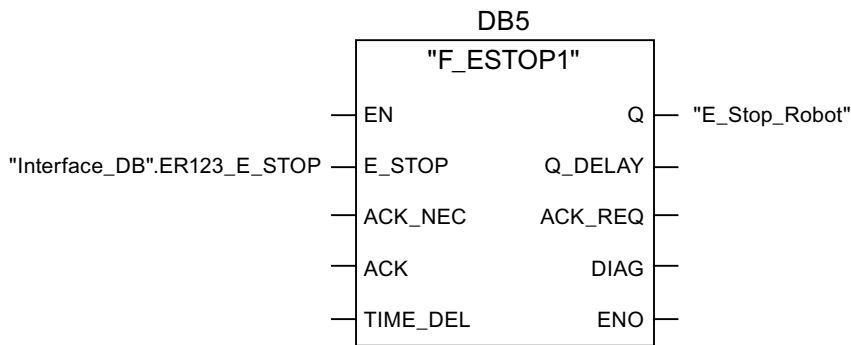 DB5
"F_ESTOP1"
EN Q "E_Stop_Robot"
"Interface_DB".ER123_E_STOP E_STOP Q_DELAY
ACK_NEC ACK_REQ
ACK DIAG
TIME_DEL ENO